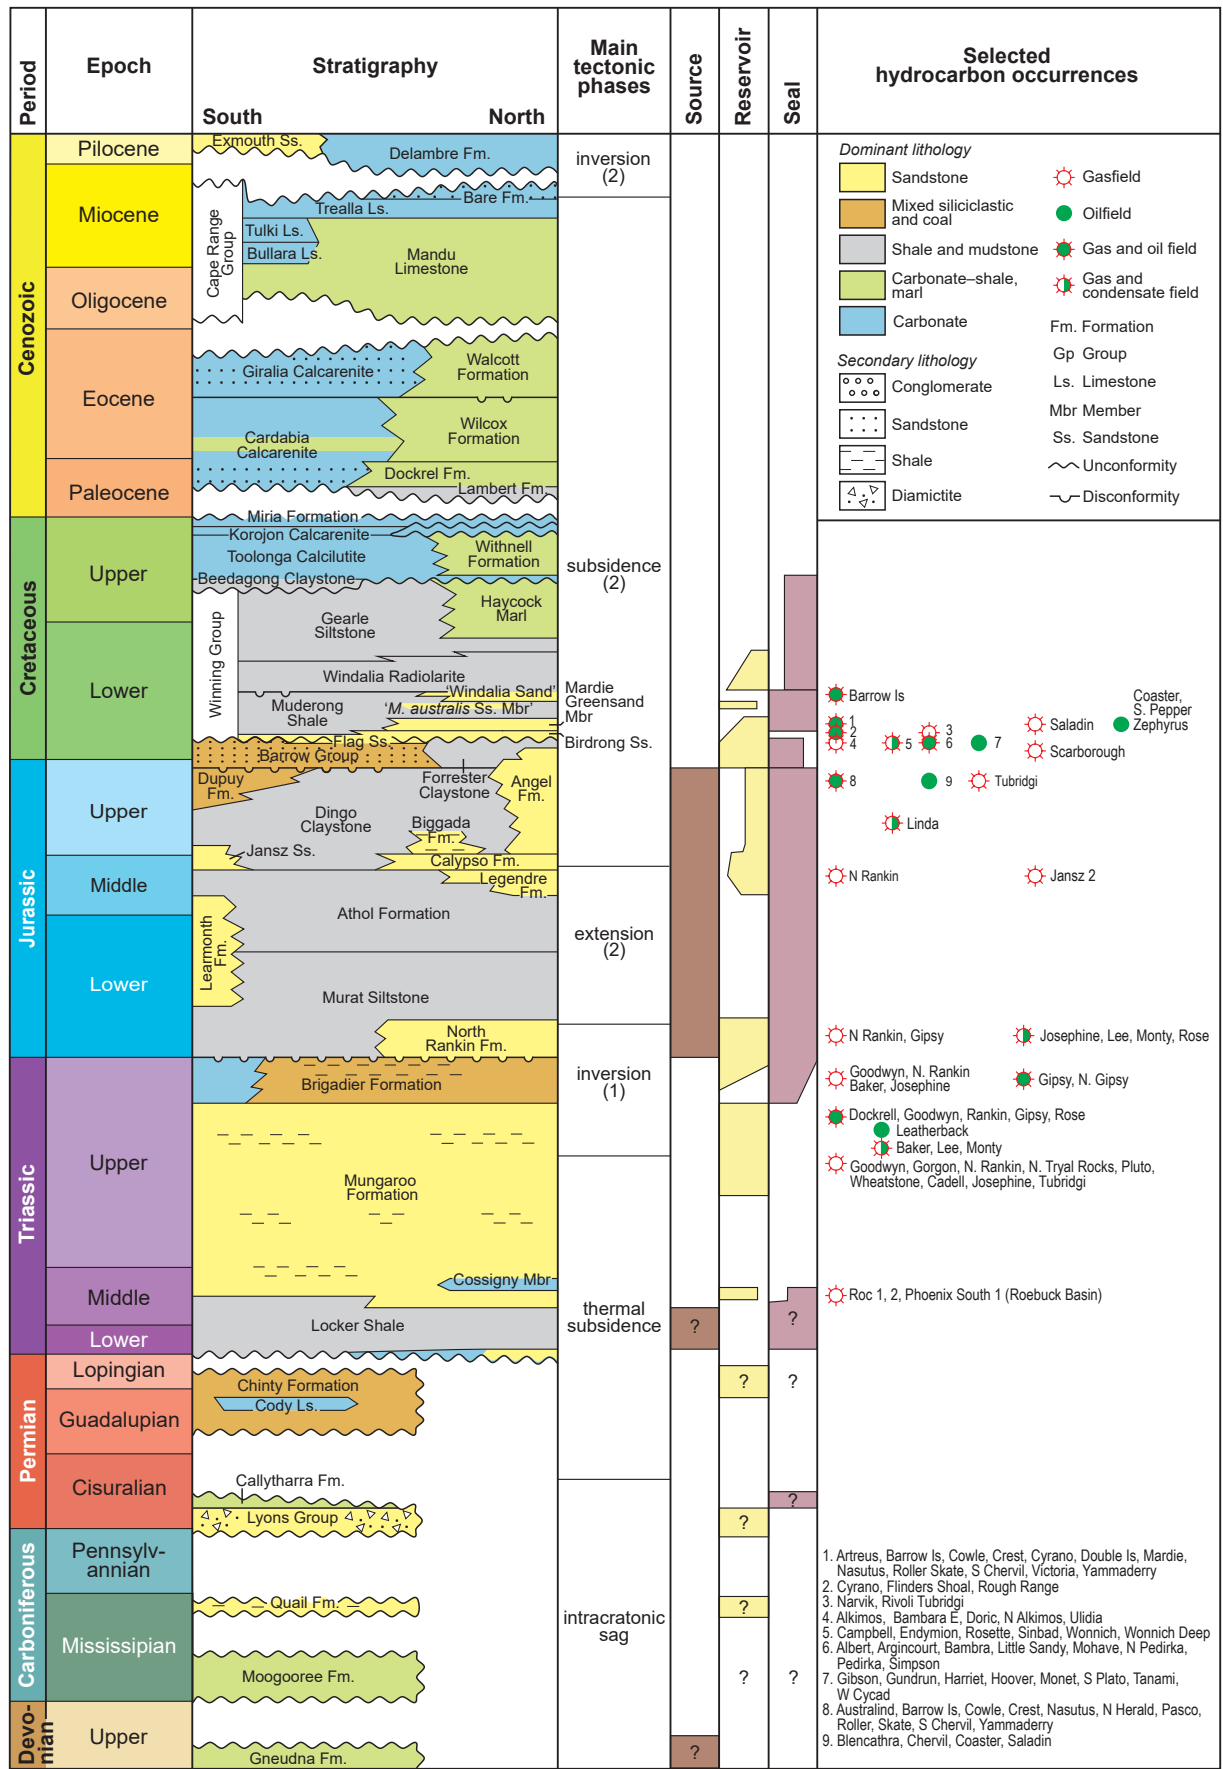 Period
Epoch
Stratigraphy
South
North
Main
tectonic
phases
Source
Reservoir
Seal
Selected
hydrocarbon occurrences
Cenozoic
Cretaceous
Jurassic
Triassic
Permian
Carboniferous
Devo-
nian
Pilocene
Miocene
Oligocene
Eocene
Paleocene
Upper
Lower
Upper
Middle
Lower
Upper
Middle
Lower
Lopingian
Guadalupian
Cisuralian
Pennsylv-
annian
Mississipian
Upper
Exmouth Ss.
Delambre Fm.
Cape Range
Group
Bare Fm.
Trealla Ls.
Tulki Ls.
Bullara Ls.
Mandu
Limestone
Giralia Calcarenite
Walcott
Formation
Cardabia
Calcarenite
Wilcox
Formation
Dockrel Fm.
Lambert Fm.
Miria Formation
Korojon Calcarenite
Toolonga Calcilutite
Withnell
Formation
Beedagong Claystone
Winning Group
Gearle
Siltstone
Haycock
Marl
Windalia Radiolarite
'Windalia Sand'
Muderong
Shale
'M. australis Ss. Mbr'
Mardie
Greensand
Mbr
Flag Ss.
Birdrong Ss.
Barrow Group
Dupuy
Fm.
Forrester
Claystone
Angel
Fm.
Dingo
Claystone
Biggada
Fm.
Jansz Ss.
Calypso Fm.
Legendre
Fm.
Athol Formation
Learmonth
Fm.
Murat Siltstone
North
Rankin Fm.
Brigadier Formation
Mungaroo
Formation
Cossigny Mbr
Locker Shale
Chinty Formation
Cody Ls.
Callytharra Fm.
Lyons Group
Quail Fm.
Moogooree Fm.
Gneudna Fm.
inversion
(2)
subsidence
(2)
extension
(2)
inversion
(1)
thermal
subsidence
intracratonic
sag
?
?
?
?
?
?
?
?
?
?
Dominant lithology
Sandstone
Mixed siliciclastic
and coal
Shale and mudstone
Carbonate–shale,
marl
Carbonate
Secondary lithology
Conglomerate
Sandstone
Shale
Diamictite
Gasfield
Oilfield
Gas and oil field
Gas and
condensate field
Fm. Formation
Gp Group
Ls. Limestone
Mbr Member
Ss. Sandstone
Unconformity
Disconformity
Barrow Is
Coaster,
S. Pepper
Zephyrus
1
2
3
Saladin
4
5
6
7
Scarborough
8
9
Tubridgi
Linda
N Rankin
Jansz 2
N Rankin, Gipsy
Josephine, Lee, Monty, Rose
Goodwyn, N. Rankin
Baker, Josephine
Gipsy, N. Gipsy
Dockrell, Goodwyn, Rankin, Gipsy, Rose
Leatherback
Baker, Lee, Monty
Goodwyn, Gorgon, N. Rankin, N. Tryal Rocks, Pluto,
Wheatstone, Cadell, Josephine, Tubridgi
Roc 1, 2, Phoenix South 1 (Roebuck Basin)
1. Artreus, Barrow Is, Cowle, Crest, Cyrano, Double Is, Mardie,
Nasutus, Roller Skate, S Chervil, Victoria, Yammaderry
2. Cyrano, Flinders Shoal, Rough Range
3. Narvik, Rivoli Tubridgi
4. Alkimos, Bambara E, Doric, N Alkimos, Ulidia
5. Campbell, Endymion, Rosette, Sinbad, Wonnich, Wonnich Deep
6. Albert, Argincourt, Bambra, Little Sandy, Mohave, N Pedirka,
Pedirka, Simpson
7. Gibson, Gundrun, Harriet, Hoover, Monet, S Plato, Tanami,
W Cycad
8. Australind, Barrow Is, Cowle, Crest, Nasutus, N Herald, Pasco,
Roller, Skate, S Chervil, Yammaderry
9. Blencathra, Chervil, Coaster, Saladin